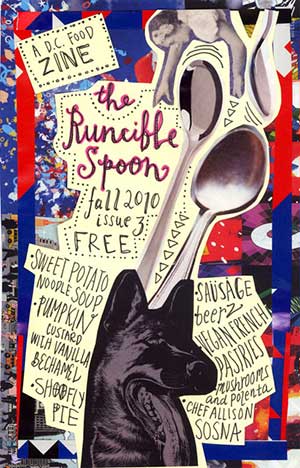 A D.C. FOOD
ZINE
the
Runcible
Spoon
fall 2010
issue 3
FREE
SWEET POTATO
NOODLE SOUP
• PUMPKIN
CUSTARD
WITH VANILLA
BECHAMEL
• SHOOFLY
PIE
SAUSAGE
beerz
VEGAN FRENCH
PASTRIES
mushrooms
and polenta
• CHEF ALLISON
SOSNA